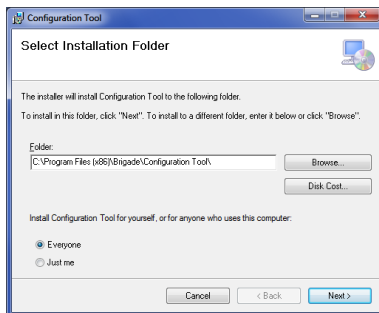 Configuration Tool
Select Installation Folder
The installer will install Configuration Tool to the following folder.
To install in this folder, click "Next". To install to a different folder, enter it below or click "Browse".
Folder:
C:\Program Files (x86)\Brigade\Configuration Tool\
Browse...
Disk Cost...
Install Configuration Tool for yourself, or for anyone who uses this computer:
Everyone
Just me
Cancel < Back Next >